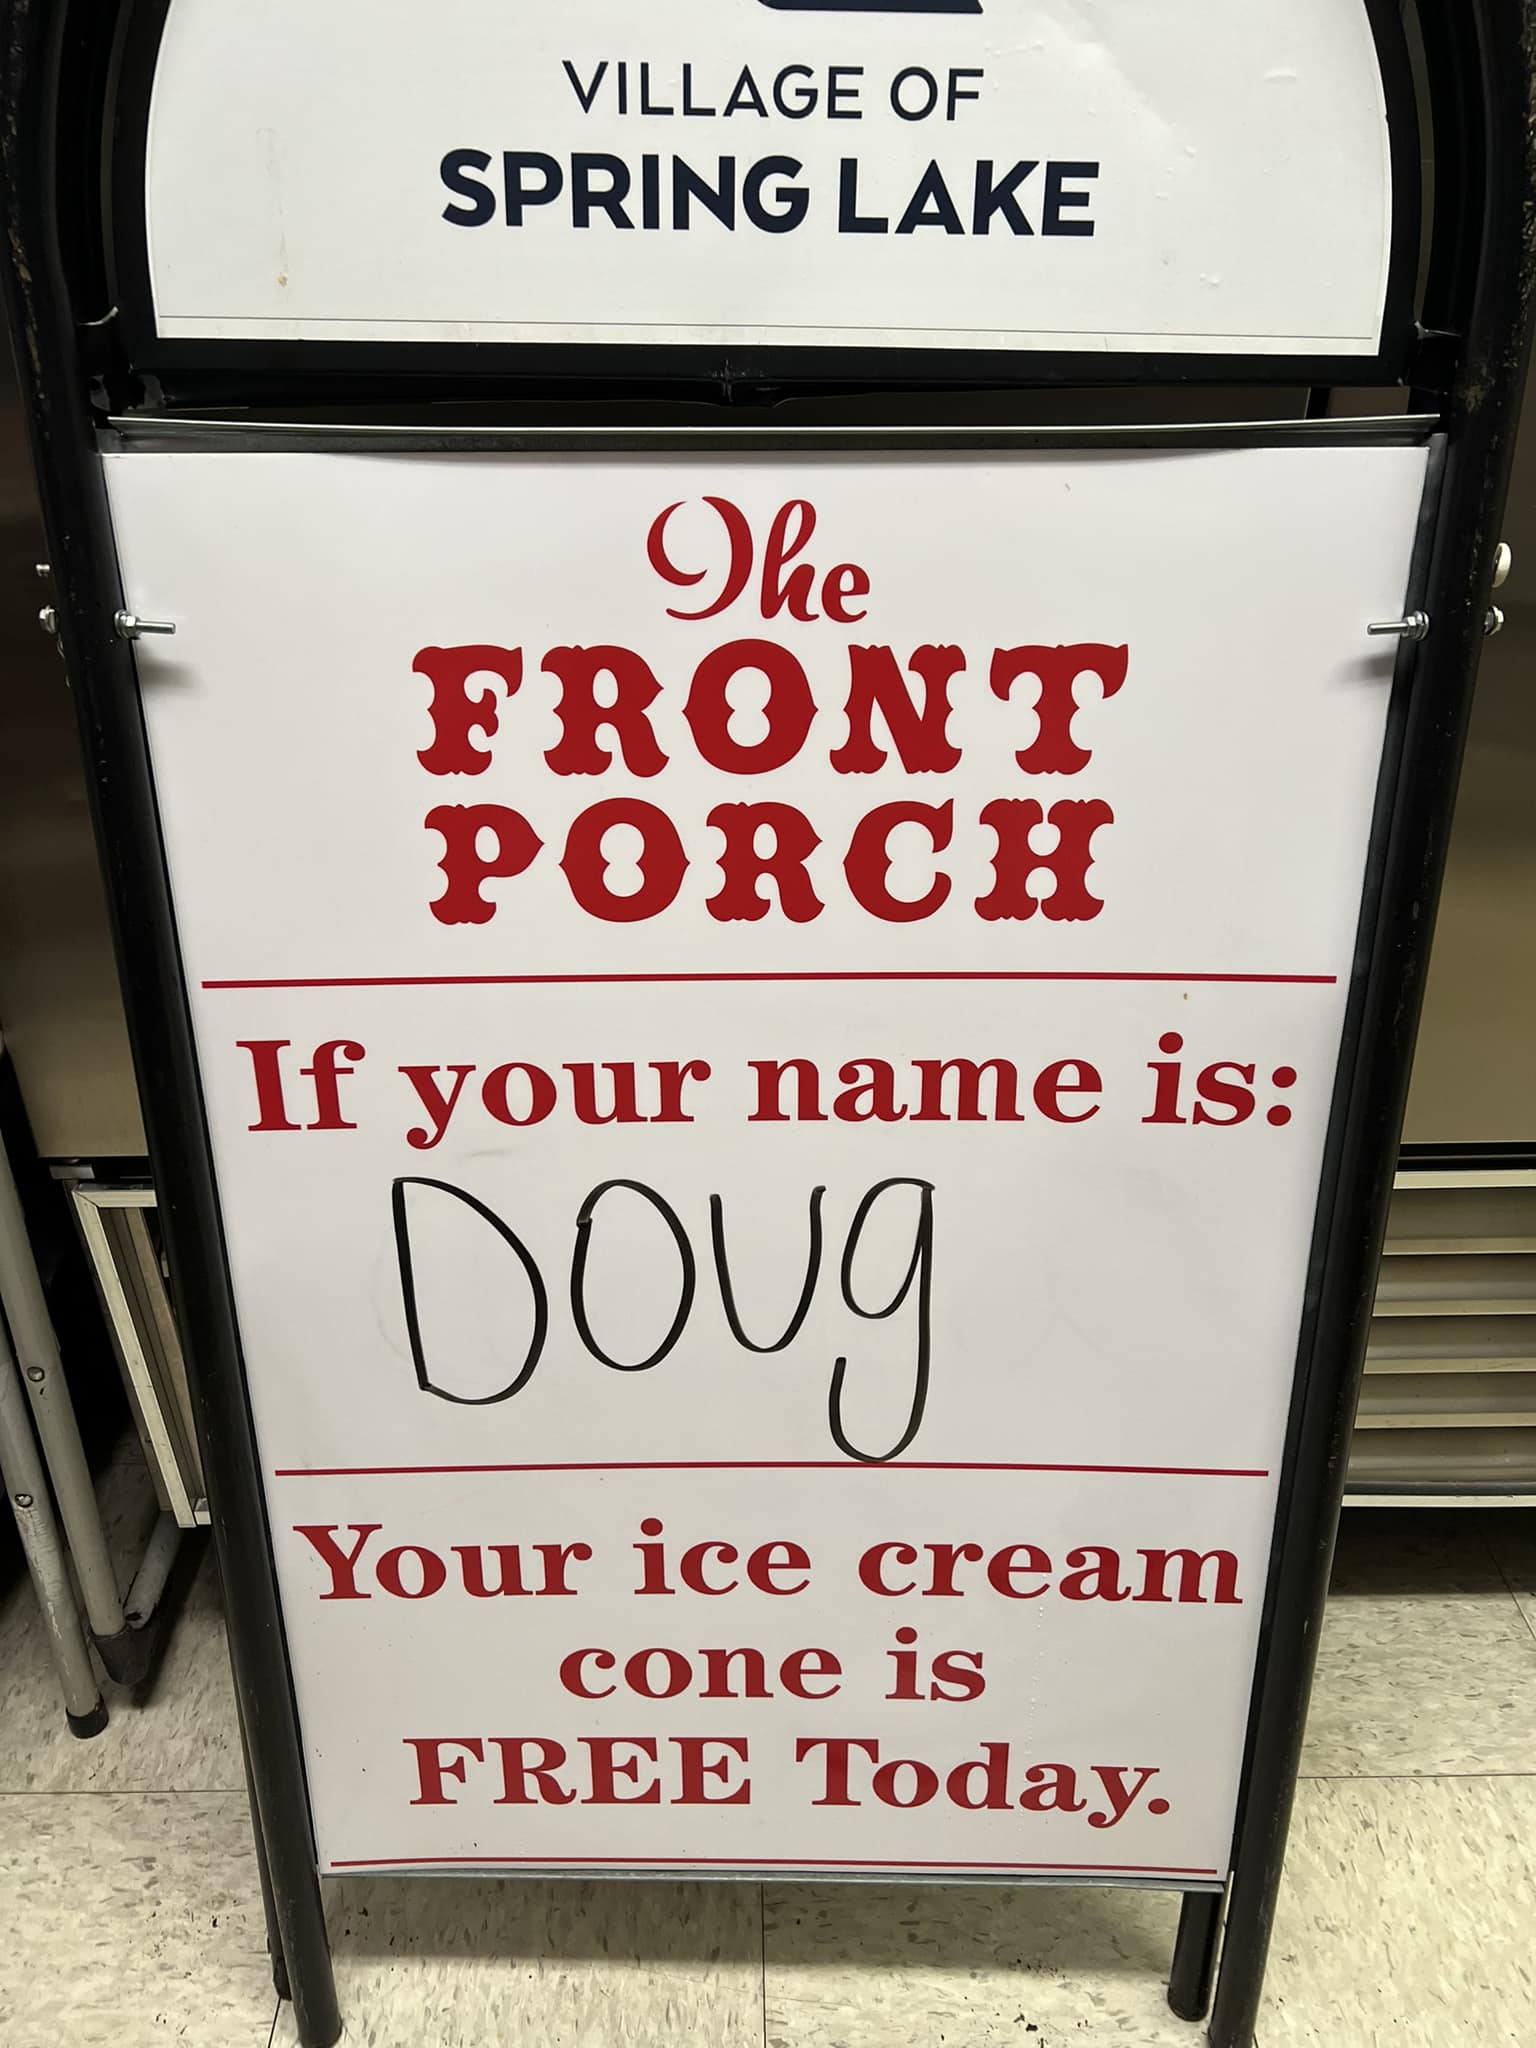 VILLAGE OF
SPRING LAKE
The
FRONT
PORCH
If your name is:
Doug
Your ice cream
cone is
FREE Today.